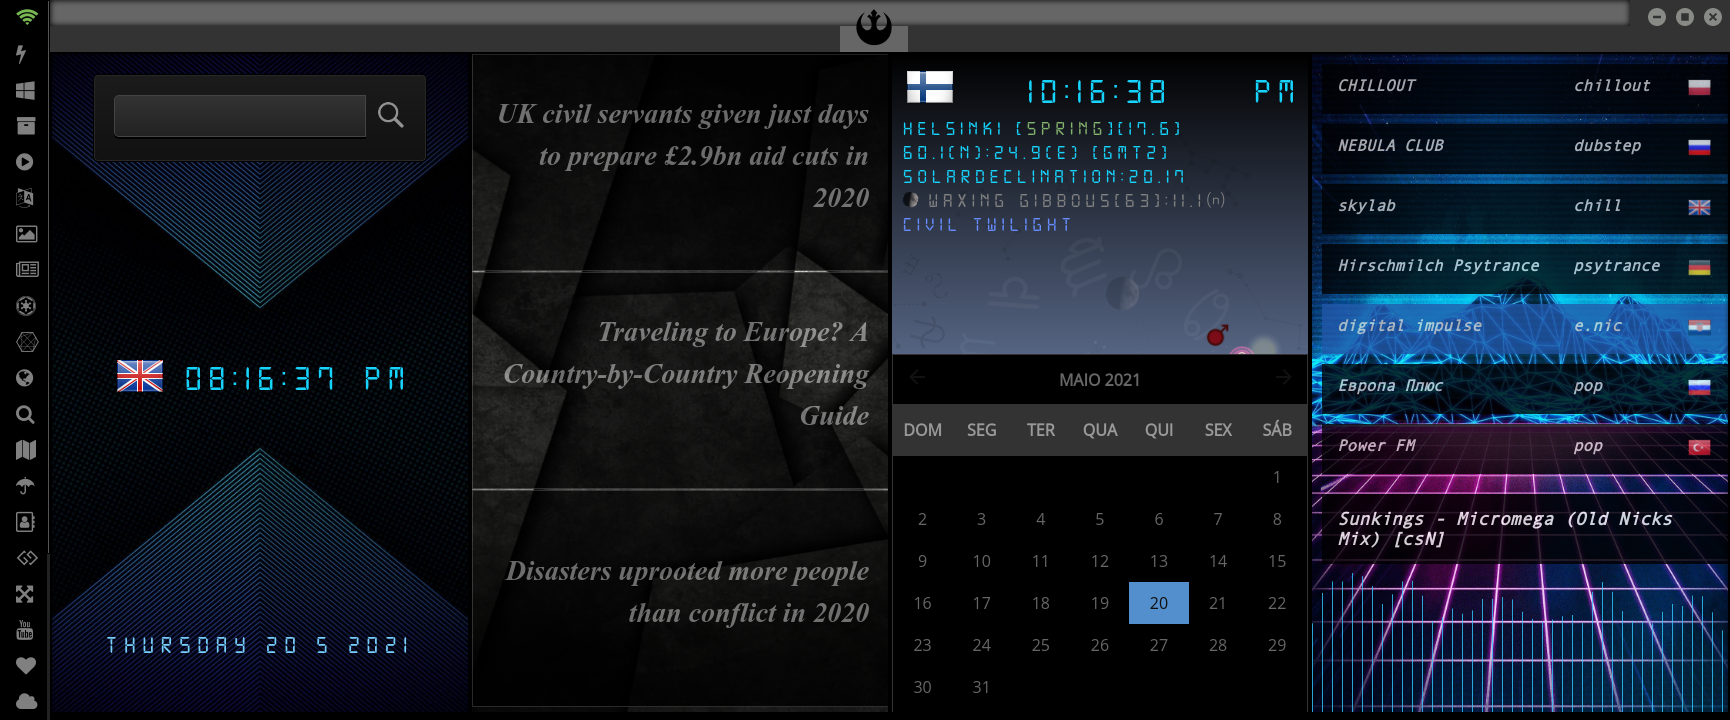 08:16:37 PM
THURSDAY 20 5 2021
UK civil servants given just days
to prepare £2.9bn aid cuts in
2020
Traveling to Europe? A
Country-by-Country Reopening
Guide
Disasters uprooted more people
than conflict in 2020
10:16:38 PM
HELSINKI [SPRING][17.6]
60.1(N):24.9(E) [GMT2]
SOLARDECLINATION:20.17
WAXING GIBBOUS[63]:11.1(n)
CIVIL TWILIGHT
MAIO 2021
DOM SEG TER QUA QUI SEX SÁB
1
2 3 4 5 6 7 8
9 10 11 12 13 14 15
16 17 18 19 20 21 22
23 24 25 26 27 28 29
30 31
CHILLOUT chillout
NEBULA CLUB dubstep
skylab chill
Hirschmilch Psytrance psytrance
digital impulse e.nic
Европа Плюс pop
Power FM pop
Sunkings - Micromega (Old Nicks
Mix) [csN]
You
Tube